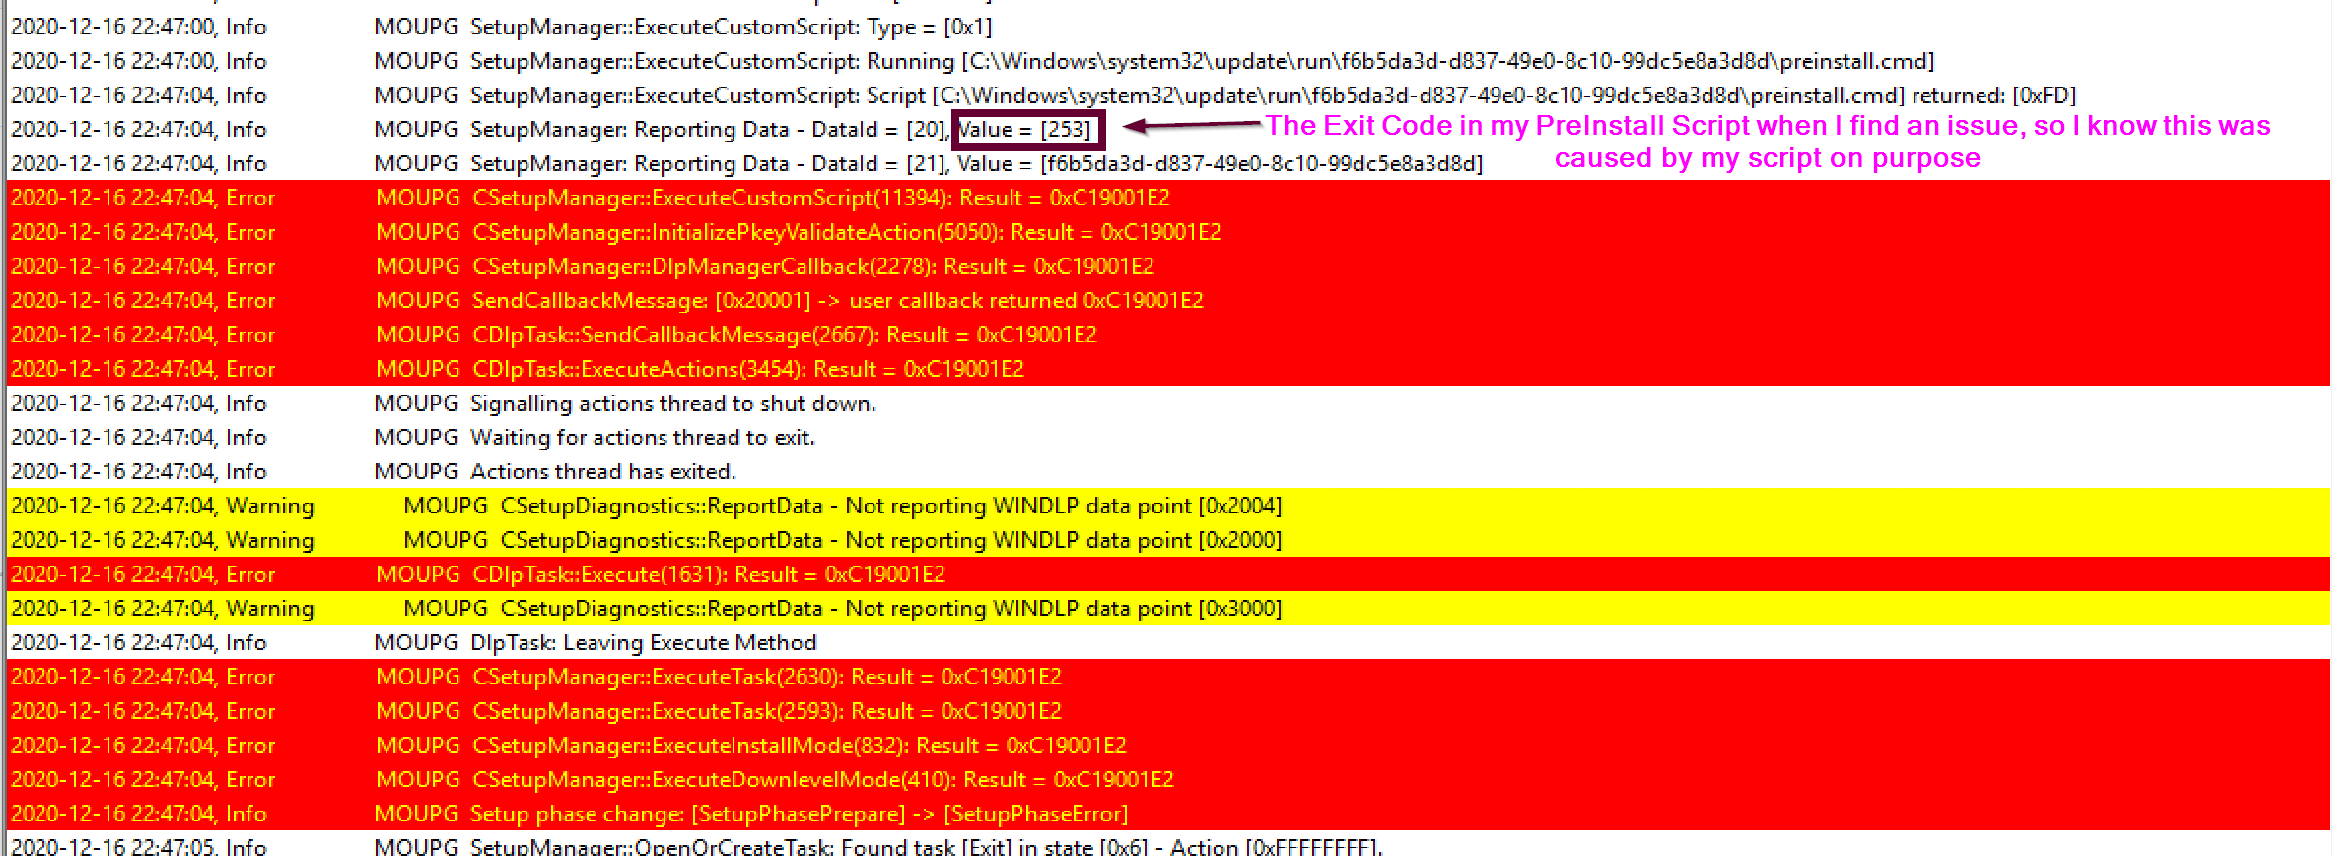 2020-12-16 22:47:00, Info MOUPG SetupManager::ExecuteCustomScript: Type = [0x1]
2020-12-16 22:47:00, Info MOUPG SetupManager::ExecuteCustomScript: Running [C:\Windows\system32\update\run\f6b5da3d-d837-49e0-8c10-99dc5e8a3d8d\preinstall.cmd]
2020-12-16 22:47:04, Info MOUPG SetupManager::ExecuteCustomScript: Script [C:\Windows\system32\update\run\f6b5da3d-d837-49e0-8c10-99dc5e8a3d8d\preinstall.cmd] returned: [0xFD]
2020-12-16 22:47:04, Info MOUPG SetupManager: Reporting Data - DataId = [20], Value = [253] The Exit Code in my PreInstall Script when I find an issue, so I know this was
caused by my script on purpose
2020-12-16 22:47:04, Info MOUPG SetupManager: Reporting Data - DataId = [21], Value = [f6b5da3d-d837-49e0-8c10-99dc5e8a3d8d]
2020-12-16 22:47:04, Error MOUPG CSetupManager::ExecuteCustomScript(11394): Result = 0xC19001E2
2020-12-16 22:47:04, Error MOUPG CSetupManager::InitializePkeyValidateAction(5050): Result = 0xC19001E2
2020-12-16 22:47:04, Error MOUPG CSetupManager::DlpManagerCallback(2278): Result = 0xC19001E2
2020-12-16 22:47:04, Error MOUPG SendCallbackMessage: [0x20001] -> user callback returned 0xC19001E2
2020-12-16 22:47:04, Error MOUPG CDlpTask::SendCallbackMessage(2667): Result = 0xC19001E2
2020-12-16 22:47:04, Error MOUPG CDlpTask::ExecuteActions(3454): Result = 0xC19001E2
2020-12-16 22:47:04, Info MOUPG Signalling actions thread to shut down.
2020-12-16 22:47:04, Info MOUPG Waiting for actions thread to exit.
2020-12-16 22:47:04, Info MOUPG Actions thread has exited.
2020-12-16 22:47:04, Warning MOUPG CSetupDiagnostics::ReportData - Not reporting WINDLP data point [0x2004]
2020-12-16 22:47:04, Warning MOUPG CSetupDiagnostics::ReportData - Not reporting WINDLP data point [0x2000]
2020-12-16 22:47:04, Error MOUPG CDlpTask::Execute(1631): Result = 0xC19001E2
2020-12-16 22:47:04, Warning MOUPG CSetupDiagnostics::ReportData - Not reporting WINDLP data point [0x3000]
2020-12-16 22:47:04, Info MOUPG DlpTask: Leaving Execute Method
2020-12-16 22:47:04, Error MOUPG CSetupManager::ExecuteTask(2630): Result = 0xC19001E2
2020-12-16 22:47:04, Error MOUPG CSetupManager::ExecuteTask(2593): Result = 0xC19001E2
2020-12-16 22:47:04, Error MOUPG CSetupManager::ExecuteInstallMode(832): Result = 0xC19001E2
2020-12-16 22:47:04, Error MOUPG CSetupManager::ExecuteDownlevelMode(410): Result = 0xC19001E2
2020-12-16 22:47:04, Info MOUPG Setup phase change: [SetupPhasePrepare] -> [SetupPhaseError]
2020-12-16 22:47:05, Info MOUPG SetupManager::OpenOrCreateTask: Found task [Exit] in state [0x6] - Action [0xFFFFFFFF].